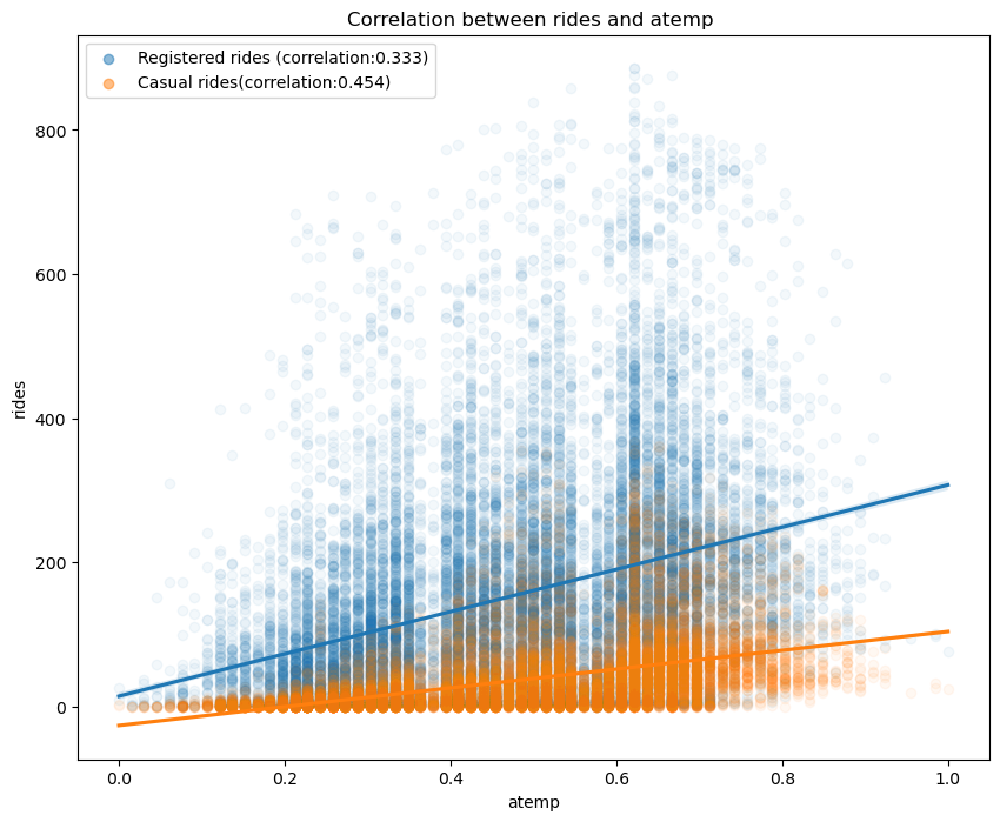 Correlation between rides and atemp
Registered rides (correlation:0.333)
Casual rides(correlation:0.454)
800
600
400
200
0
rides
0.0 0.2 0.4 0.6 0.8 1.0
atemp